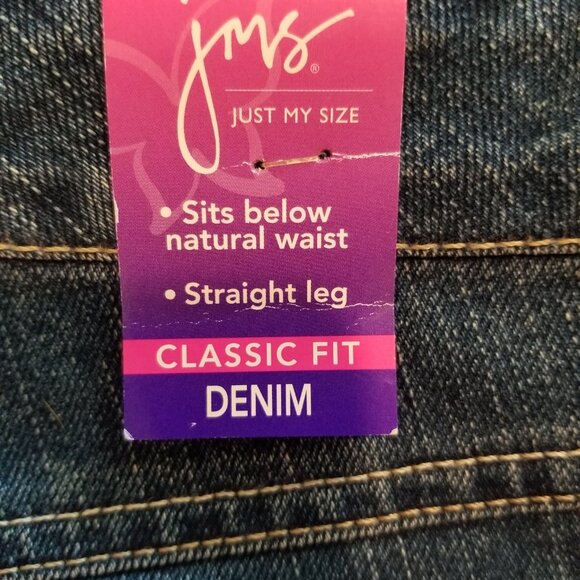 jms®
JUST MY SIZE
• Sits below
natural waist
• Straight leg
CLASSIC FIT
DENIM